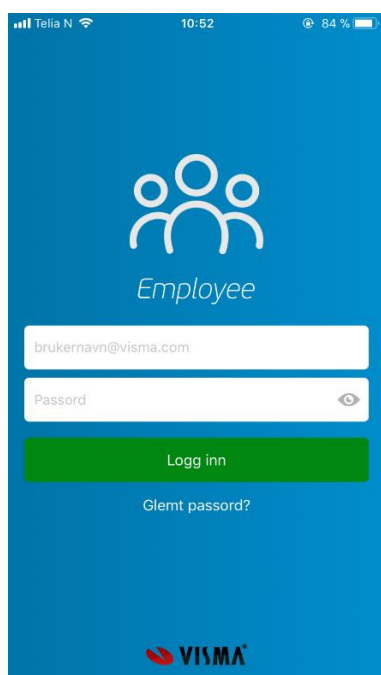 Telia N 10:52 84 %
Employee
brukernavn@visma.com
Passord
Logg inn
Glemt passord?
VISMA®